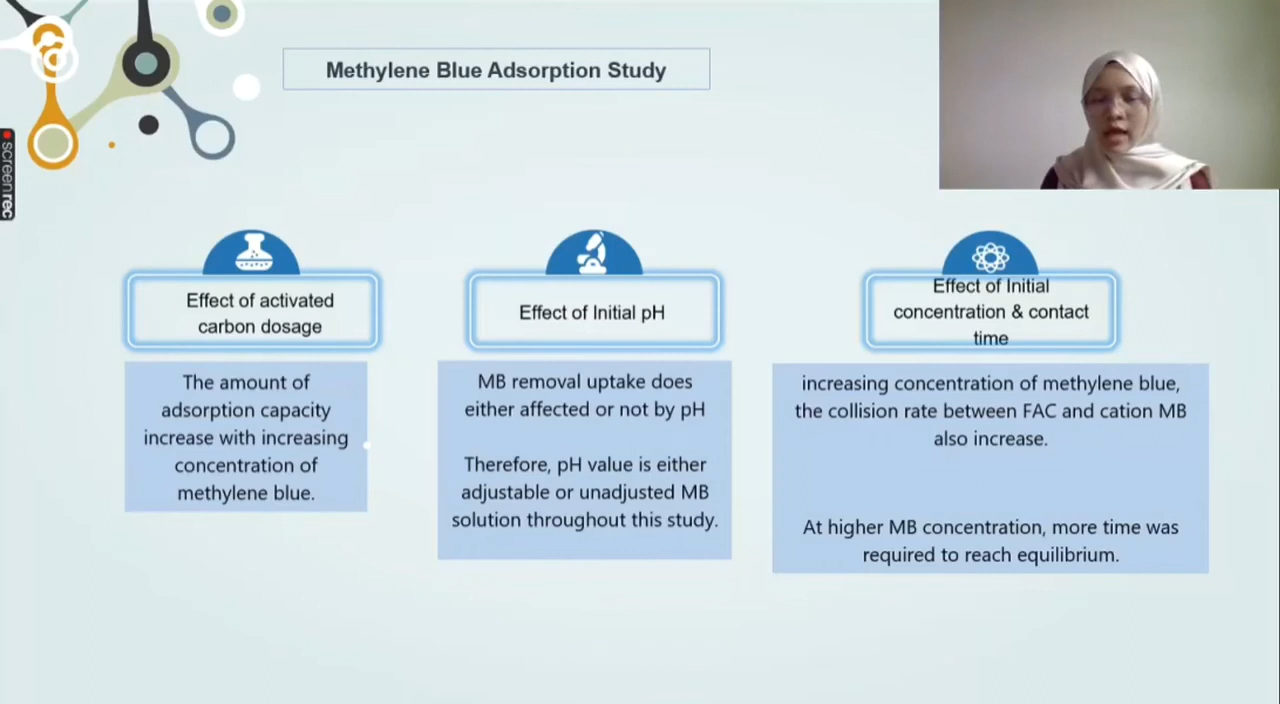 Methylene Blue Adsorption Study
screenrec
Effect of activated
carbon dosage
The amount of
adsorption capacity
increase with increasing
concentration of
methylene blue.
Effect of Initial pH
MB removal uptake does
either affected or not by pH
Therefore, pH value is either
adjustable or unadjusted MB
solution throughout this study.
Effect of Initial
concentration & contact
time
increasing concentration of methylene blue,
the collision rate between FAC and cation MB
also increase.
At higher MB concentration, more time was
required to reach equilibrium.